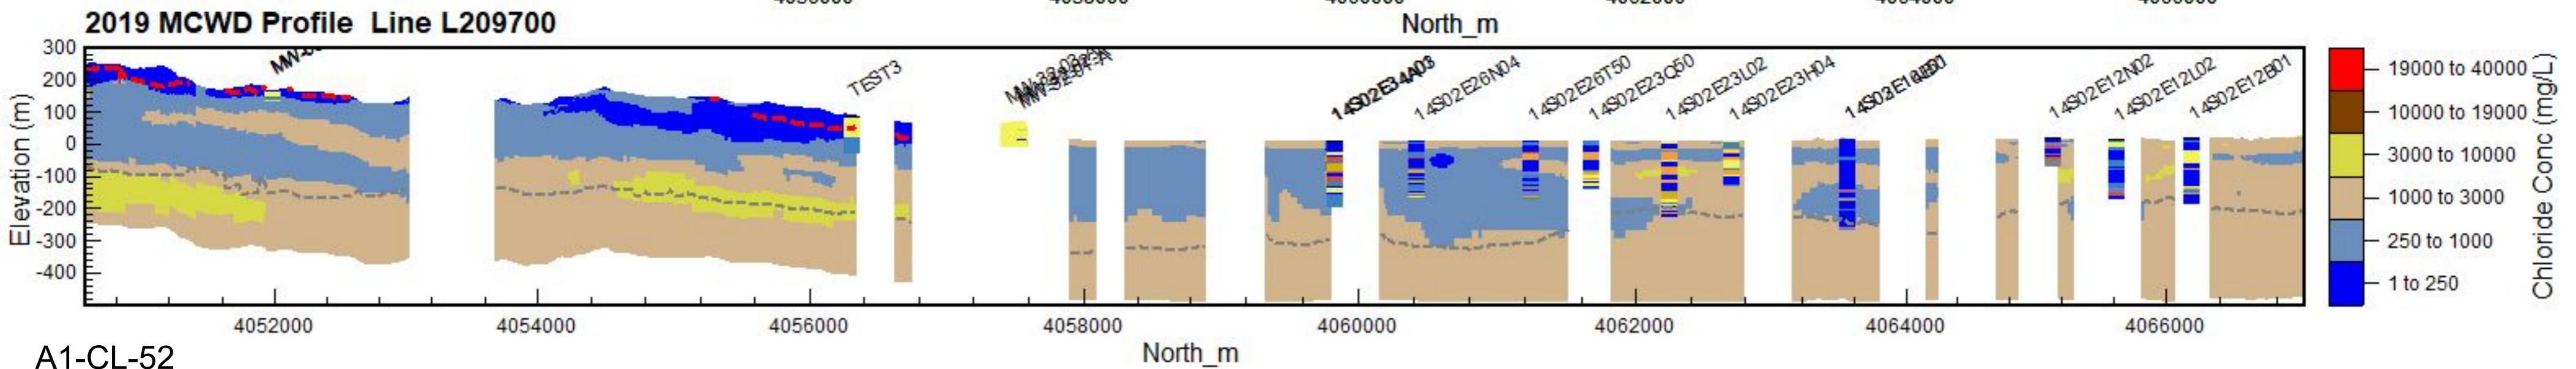 2019 MCWD Profile Line L209700
North_m
300
200
100
0
-100
-200
-300
-400
Elevation (m)
TEST3
14S02E26N04
14S02E26T50
14S02E23Q50
14S02E23L02
14S02E23H04
14S02E12N02
14S02E12L02
14S02E12B01
4052000
4054000
4056000
4058000
4060000
4062000
4064000
4066000
North_m
19000 to 40000
10000 to 19000
3000 to 10000
1000 to 3000
250 to 1000
1 to 250
Chloride Conc (mg/L)
A1-CL-52